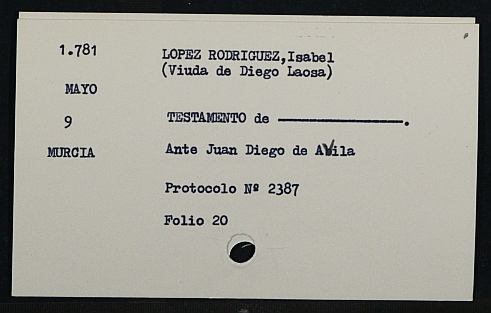 1.781
LOPEZ RODRIGUEZ,Isabel
(Viuda de Diego Laosa)
MAYO
9
TESTAMENTO de ————————.
MURCIA
Ante Juan Diego de AVila
Protocolo Nº 2387
Folio 20